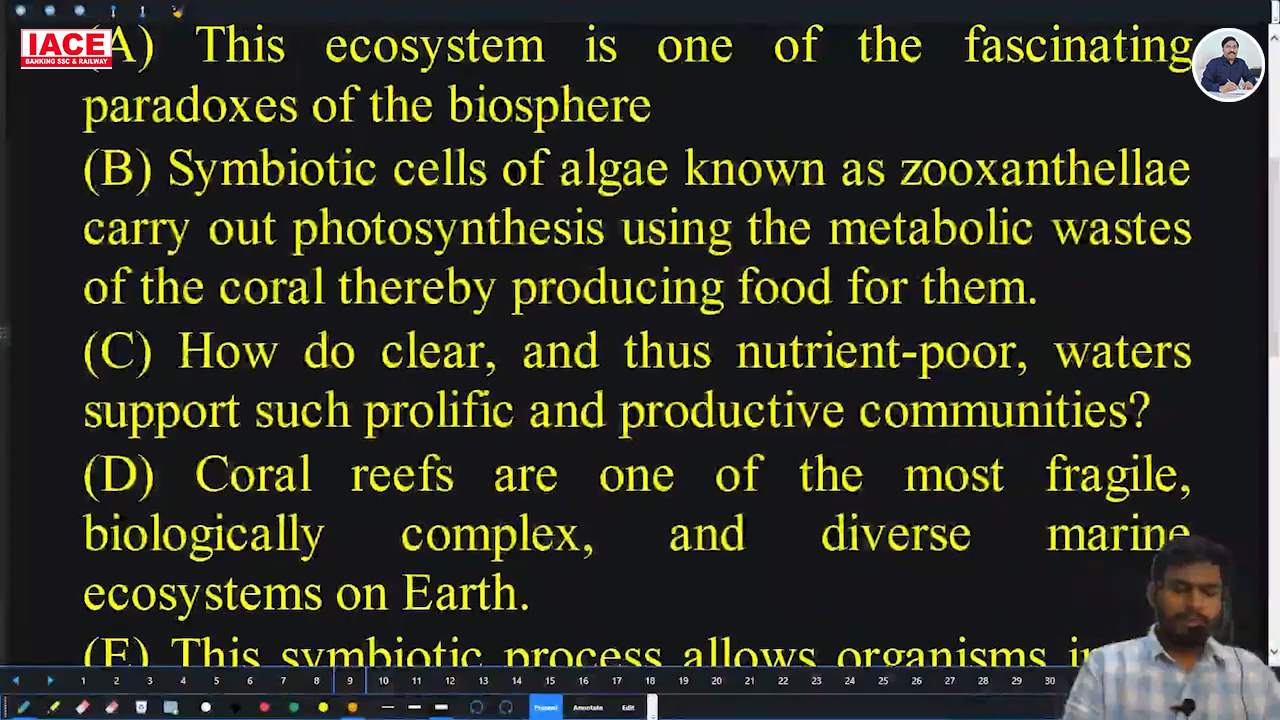 IACE
BANKING SSC & RAILWAY
(A) This ecosystem is one of the fascinating
paradoxes of the biosphere
(B) Symbiotic cells of algae known as zooxanthellae
carry out photosynthesis using the metabolic wastes
of the coral thereby producing food for them.
(C) How do clear, and thus nutrient-poor, waters
support such prolific and productive communities?
(D) Coral reefs are one of the most fragile,
biologically complex, and diverse marine
ecosystems on Earth.
(E) This symbiotic process allows organisms
1 2 3 4 5 6 7 8 9 10 11 12 13 14 15 16 17 18 19 20 21 22 23 24 25 26 27 28 29 30
Present Annotate Edit